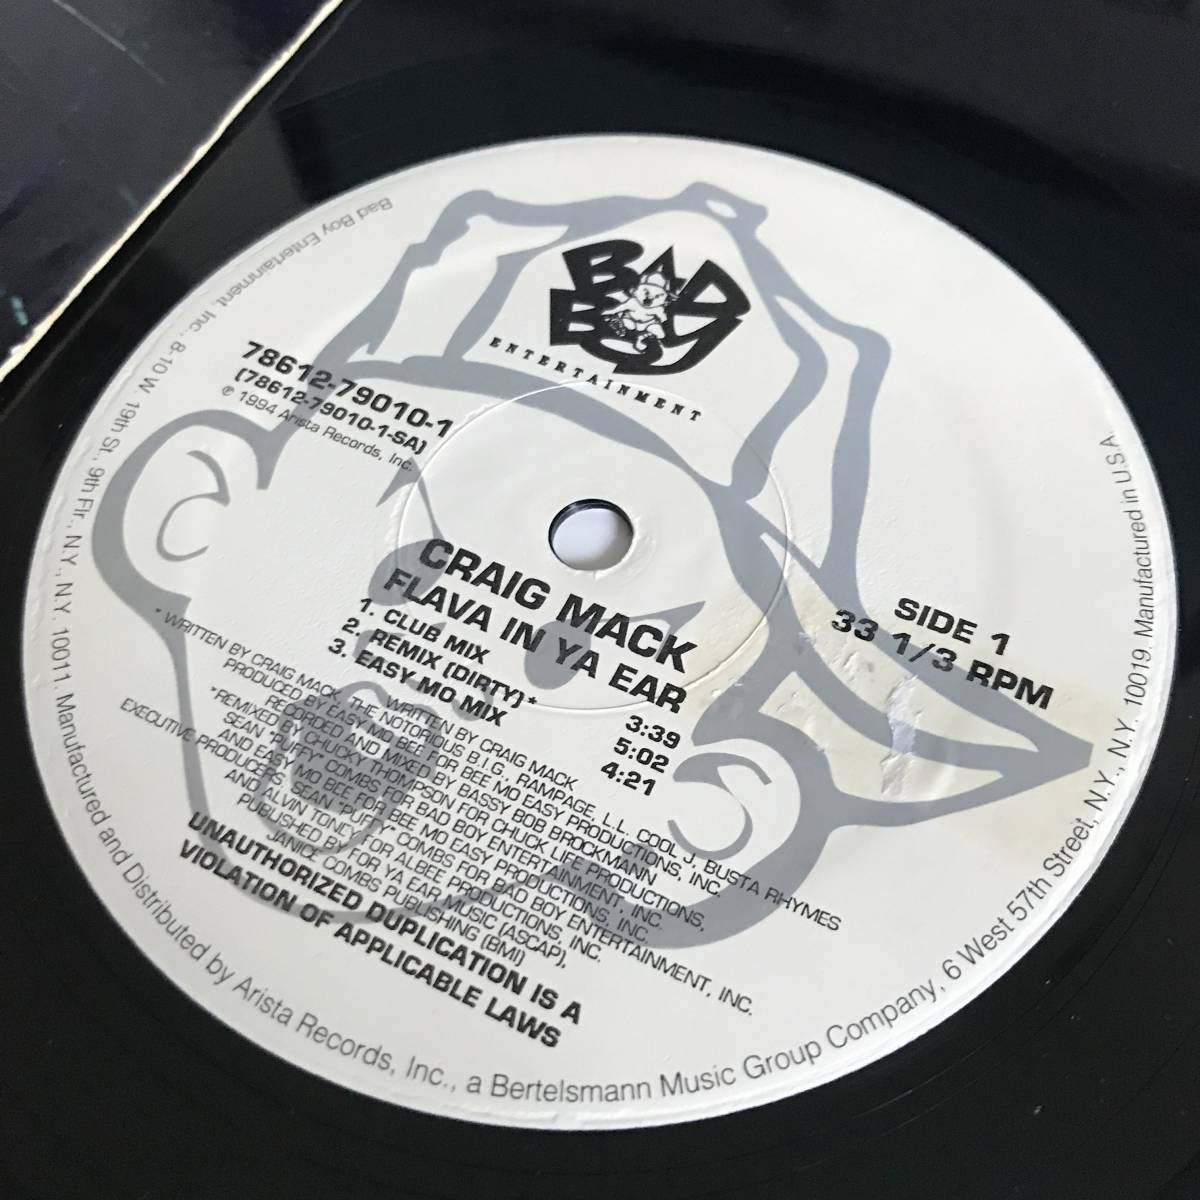 BAD BOY
ENTERTAINMENT
78612-79010-1
(78612-79010-1-SA)
℗ 1994 Arista Records, Inc.
SIDE 1
33 1/3 RPM
CRAIG MACK
FLAVA IN YA EAR
1. CLUB MIX 3:39
2. REMIX (DIRTY)* 5:02
3. EASY MO MIX 4:21
WRITTEN BY CRAIG MACK
* WRITTEN BY CRAIG MACK, THE NOTORIOUS B.I.G., RAMPAGE, L.L. COOL J, BUSTA RHYMES
PRODUCED BY EASY MO BEE FOR BEE MO EASY PRODUCTIONS, INC.
RECORDED AND MIXED BY BASSY BOB BROCKMANN
*REMIXED BY CHUCKY THOMPSON FOR CHUCK LIFE PRODUCTIONS,
SEAN "PUFFY" COMBS FOR BAD BOY ENTERTAINMENT, INC.
AND EASY MO BEE FOR BEE MO EASY PRODUCTIONS, INC.
EXECUTIVE PRODUCERS: SEAN "PUFFY" COMBS FOR BAD BOY ENTERTAINMENT, INC.
AND ALVIN TONEY FOR ALBEE PRODUCTIONS, INC.
PUBLISHED BY FOR YA EAR MUSIC (ASCAP),
JANICE COMBS PUBLISHING (BMI)
UNAUTHORIZED DUPLICATION IS A
VIOLATION OF APPLICABLE LAWS
Bad Boy Entertainment, Inc., 8-10 W. 19th St., 9th Flr., N.Y., N.Y. 10011. Manufactured and Distributed by Arista Records, Inc., a Bertelsmann Music Group Company, 6 West 57th Street, N.Y., N.Y. 10019. Manufactured in U.S.A.